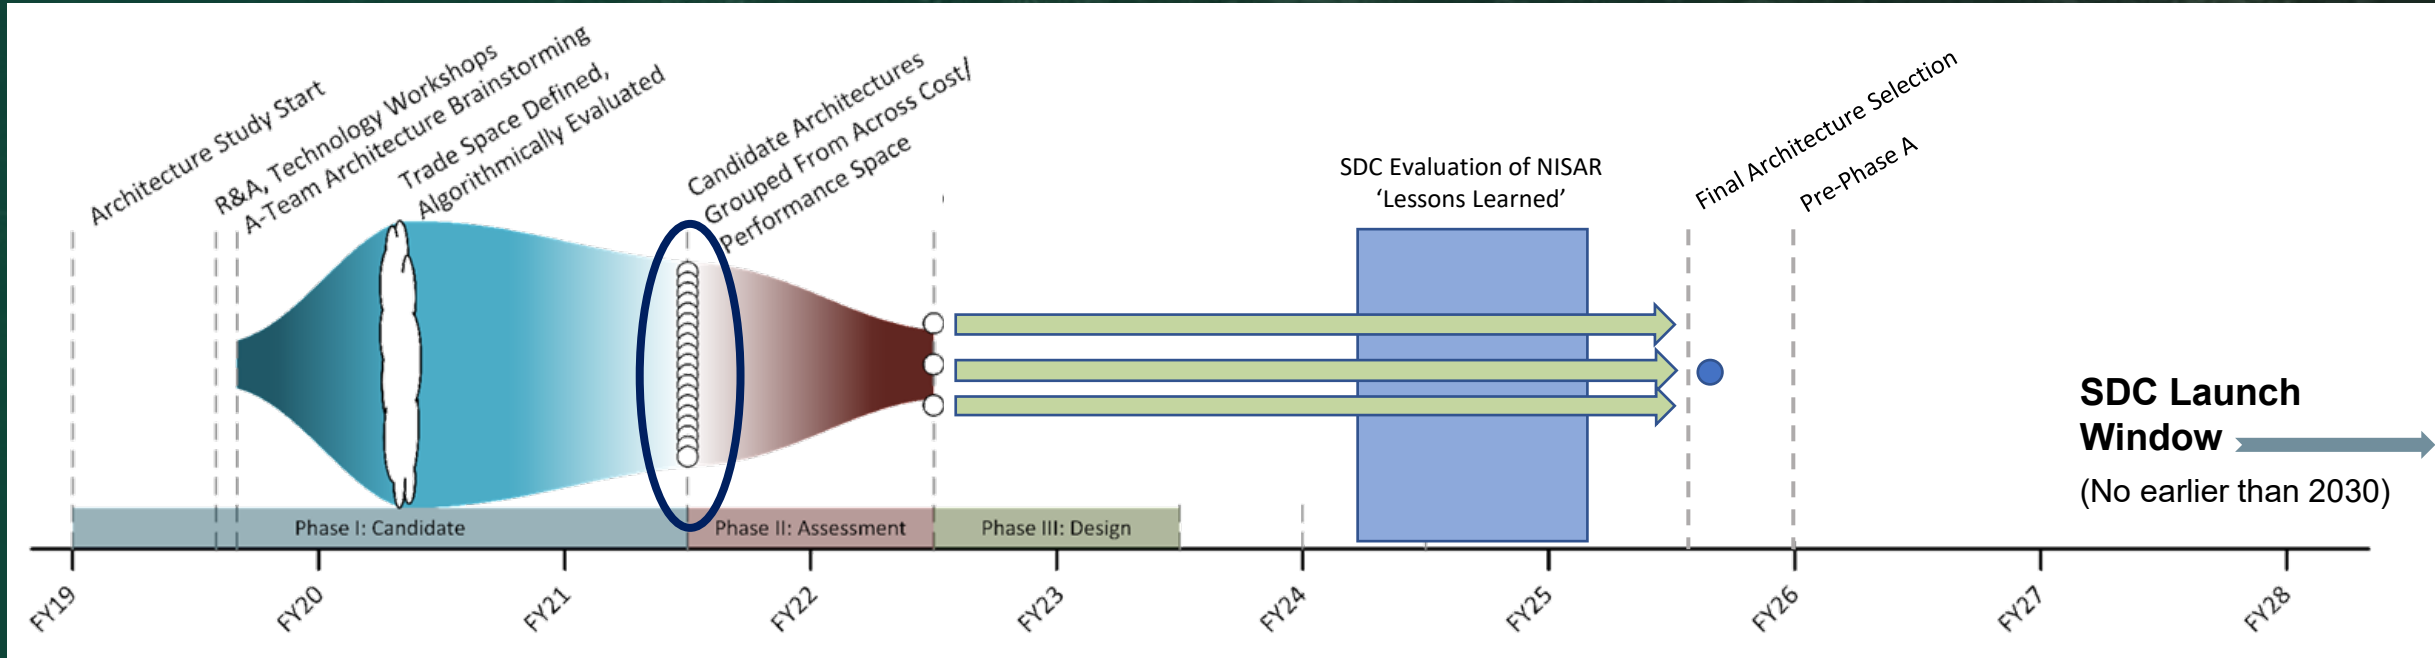 Architecture Study Start
R&A, Technology Workshops
A-Team Architecture Brainstorming
Trade Space Defined,
Algorithmically Evaluated
Candidate Architectures
Grouped From Across Cost/
Performance Space
SDC Evaluation of NISAR
‘Lessons Learned’
Final Architecture Selection
Pre-Phase A
SDC Launch
Window
(No earlier than 2030)
Phase I: Candidate
Phase II: Assessment
Phase III: Design
FY19
FY20
FY21
FY22
FY23
FY24
FY25
FY26
FY27
FY28